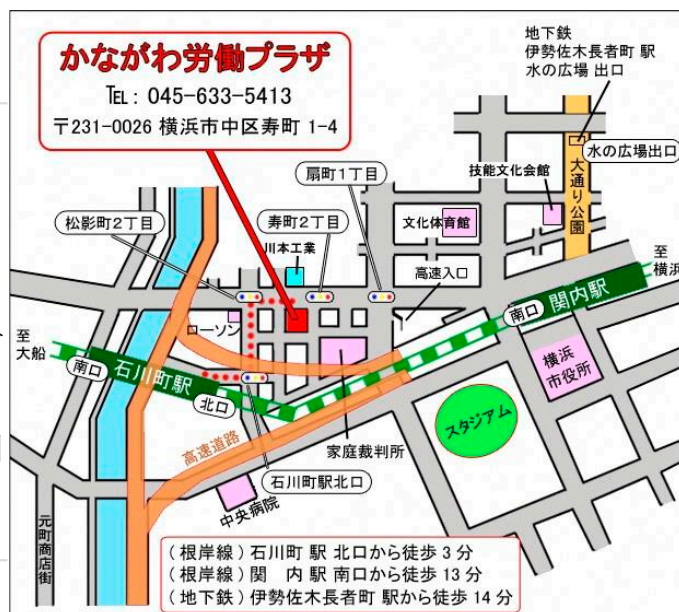 かながわ労働プラザ
TEL: 045-633-5413
〒231-0026 横浜市中区寿町 1-4
地下鉄
伊勢佐木長者町 駅
水の広場 出口
水の広場出口
大通り公園
技能文化会館
扇町1丁目
松影町2丁目
寿町2丁目
文化体育館
川本工業
高速入口
至
横浜
関内駅
南口
ローソン
至
大船
南口
石川町駅
北口
横浜
市役所
スタジアム
家庭裁判所
高速道路
石川町駅北口
中央病院
元町商店街
(根岸線) 石川町 駅 北口から徒歩 3 分
(根岸線) 関 内 駅 南口から徒歩 13 分
(地下鉄) 伊勢佐木長者町 駅から徒歩 14 分